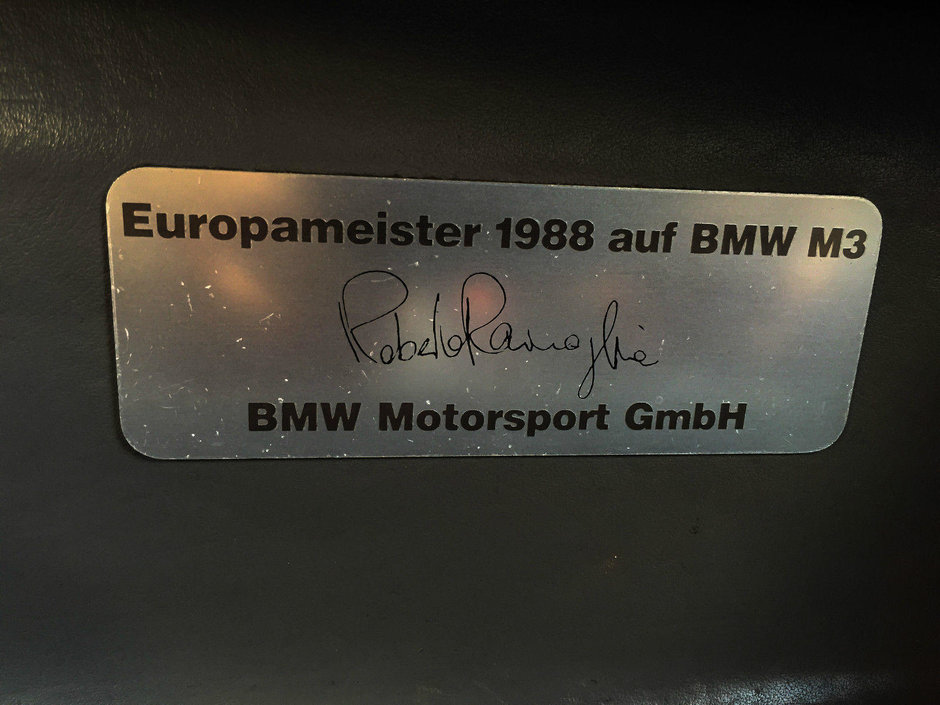 Europameister 1988 auf BMW M3
Roberto Ravaglia
BMW Motorsport GmbH